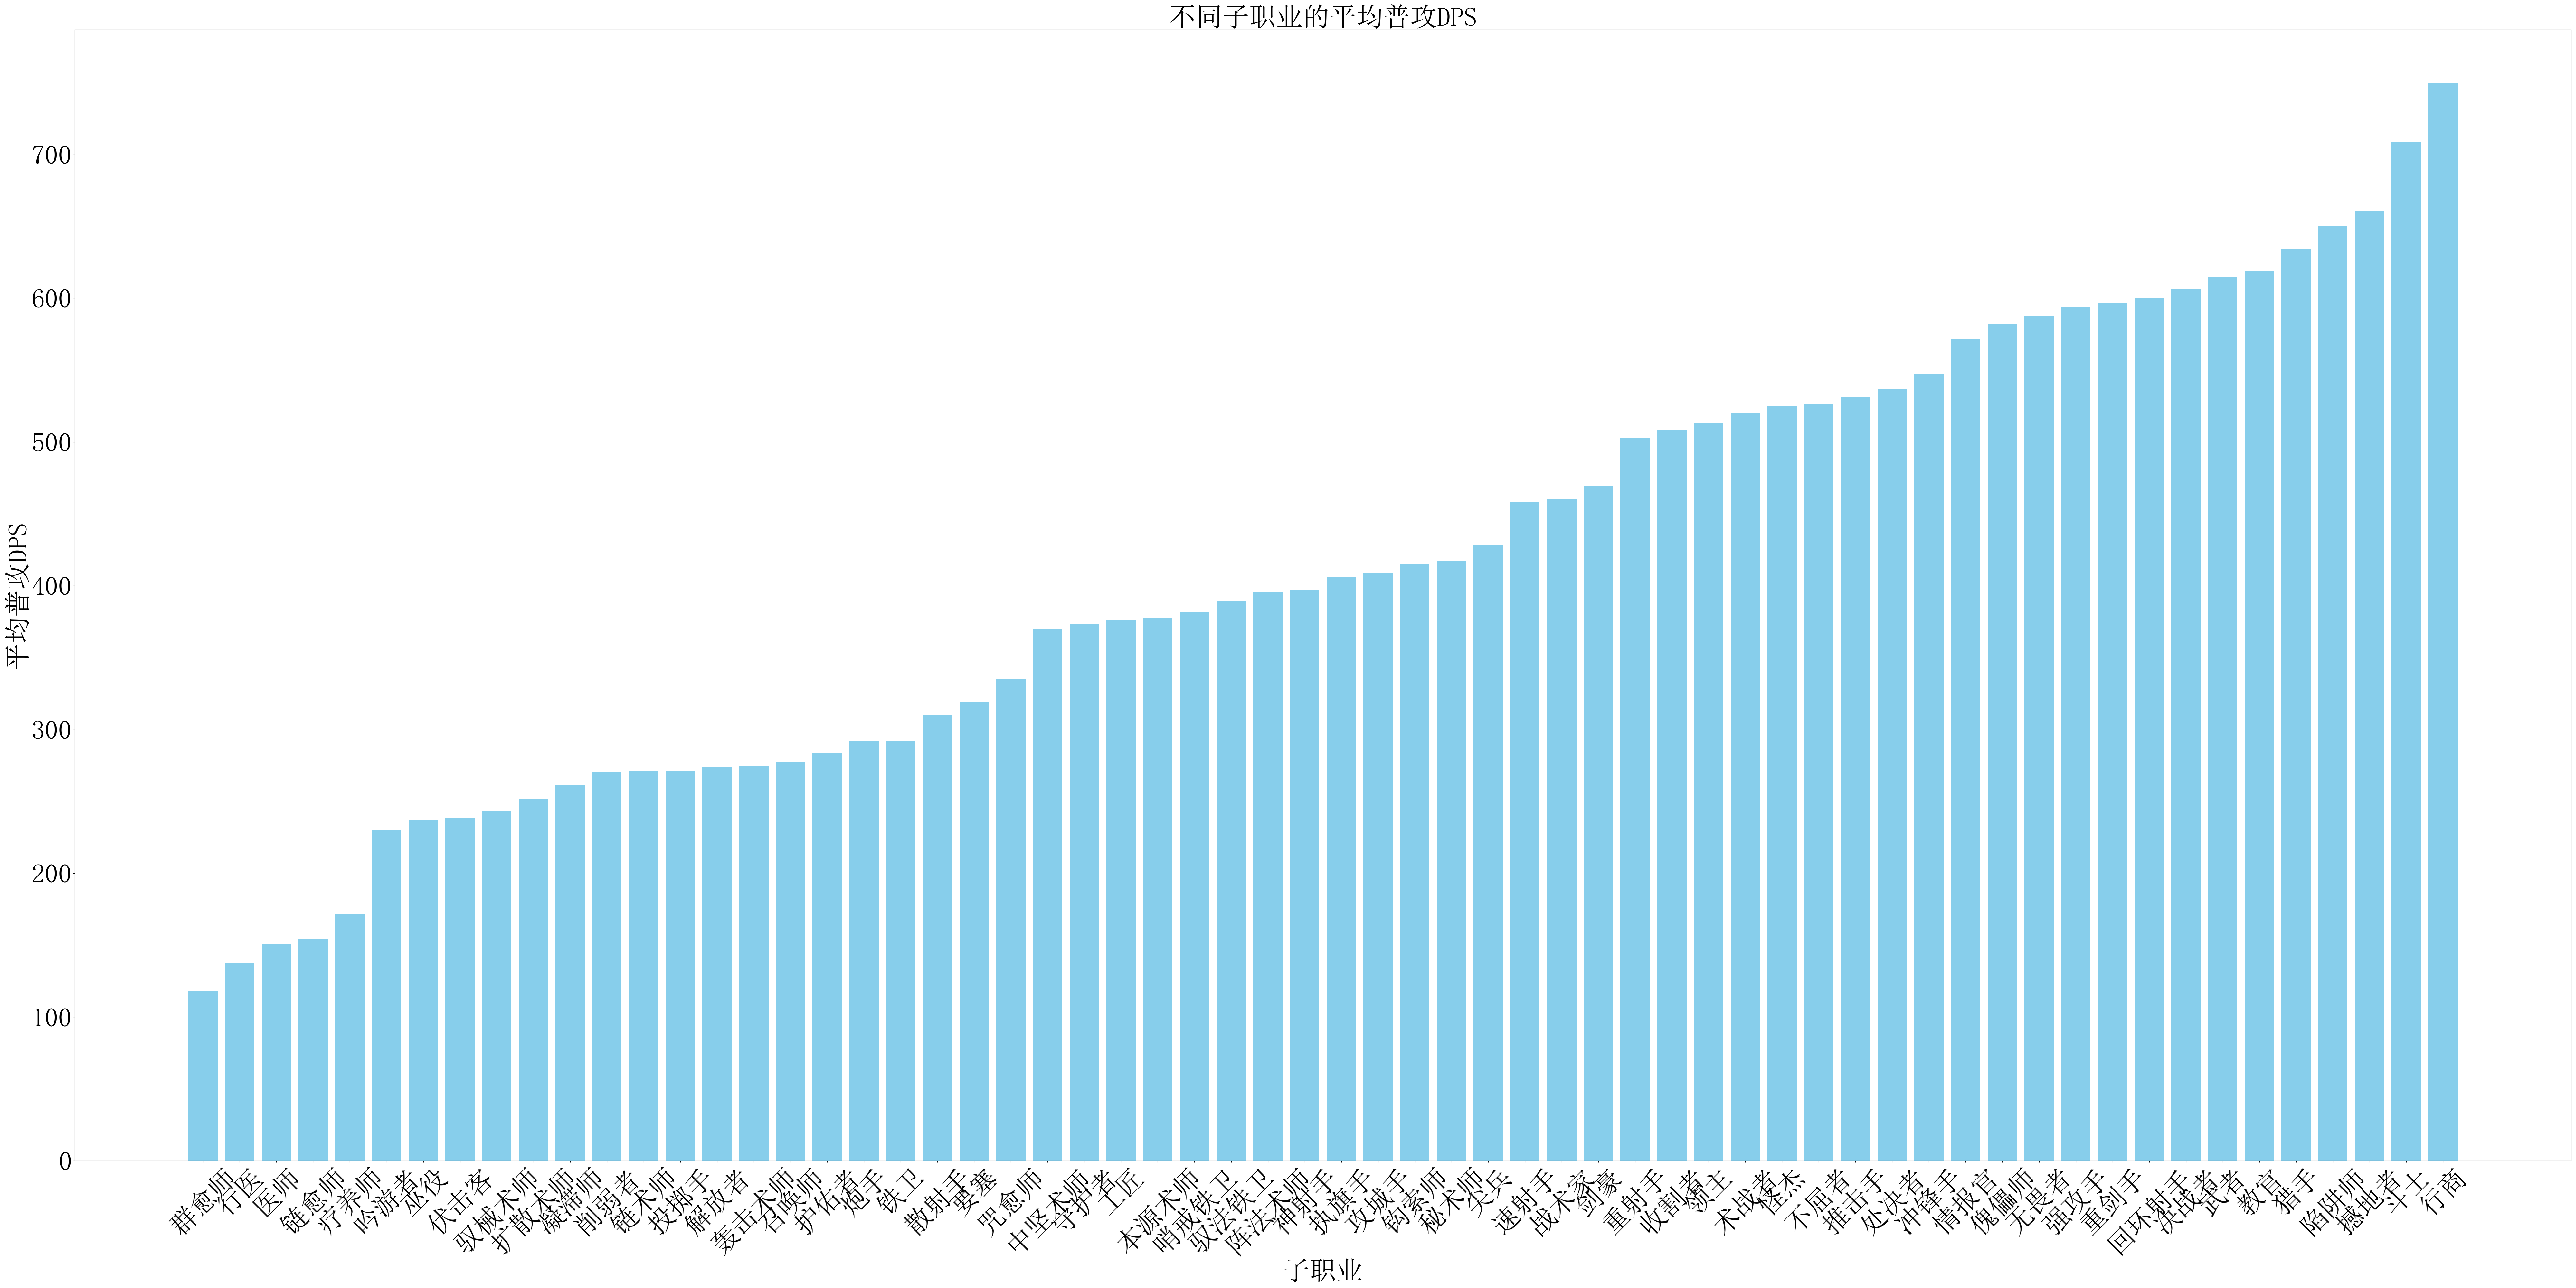 不同子职业的平均普攻DPS
平均普攻DPS
700
600
500
400
300
200
100
0
群愈师
行医
医师
链愈师
疗养师
吟游者
巫役
伏击客
驭械术师
扩散术师
凝滞师
削弱者
链术师
投掷手
解放者
轰击术师
召唤师
护佑者
炮手
铁卫
散射手
要塞
咒愈师
中坚术师
守护者
工匠
本源术师
哨戒铁卫
驭法铁卫
阵法术师
神射手
执旗手
攻城手
钩索师
秘术师
尖兵
速射手
战术家
剑豪
重射手
收割者
领主
术战者
怪杰
不屈者
推击手
处决者
冲锋手
情报官
傀儡师
无畏者
强攻手
重剑手
回环射手
决战者
武者
教官
猎手
陷阱师
撼地者
斗士
行商
子职业